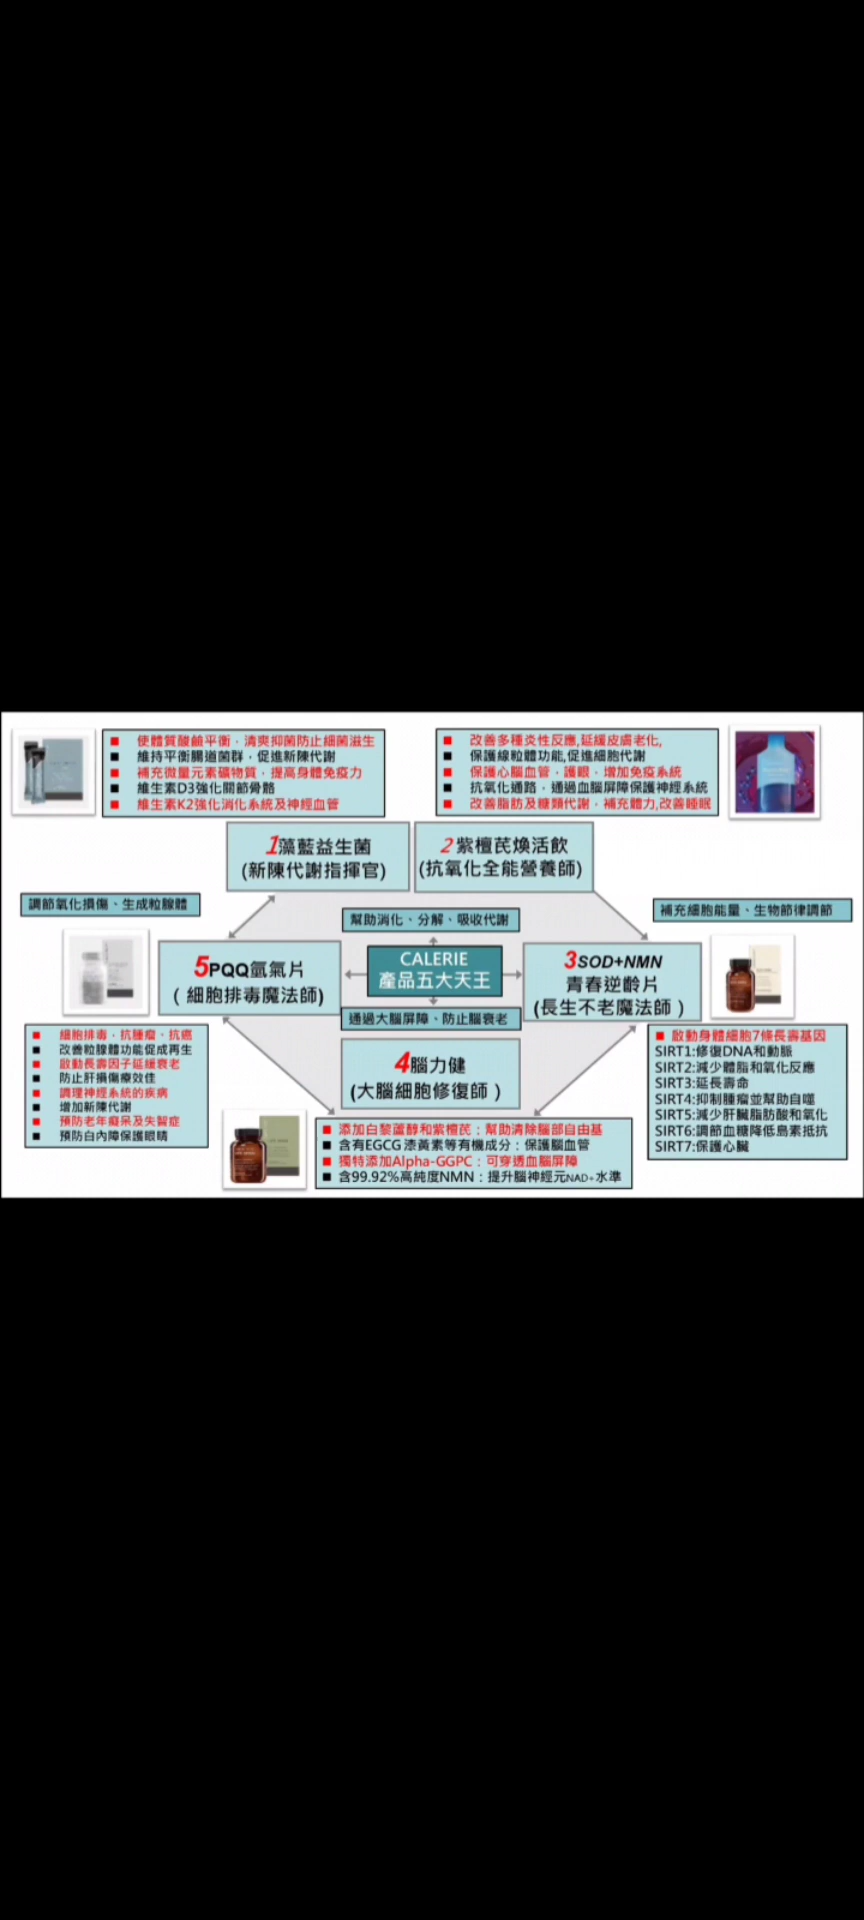 使體質酸鹼平衡，清爽抑菌防止細菌滋生
維持平衡腸道菌群，促進新陳代謝
補充微量元素礦物質，提高身體免疫力
維生素D3強化關節骨骼
維生素K2強化消化系統及神經血管
改善多種炎性反應,延緩皮膚老化,
保護線粒體功能,促進細胞代謝
保護心腦血管，護眼，增加免疫系統
抗氧化通路，通過血腦屏障保護神經系統
改善脂肪及糖類代謝，補充體力,改善睡眠
1藻藍益生菌
(新陳代謝指揮官)
2 紫檀芪煥活飲
(抗氧化全能營養師)
調節氧化損傷、生成粒腺體
幫助消化、分解、吸收代謝
補充細胞能量、生物節律調節
5PQQ氫氣片
（細胞排毒魔法師)
CALERIE
產品五大天王
3SOD+NMN
青春逆齡片
(長生不老魔法師）
通過大腦屏障、防止腦衰老
4腦力健
(大腦細胞修復師）
細胞排毒，抗腫瘤、抗癌
改善粒腺體功能促成再生
啟動長壽因子延緩衰老
防止肝損傷療效佳
調理神經系統的疾病
增加新陳代謝
預防老年癡呆及失智症
預防白內障保護眼睛
啟動身體細胞7條長壽基因
SIRT1:修復DNA和動脈
SIRT2:減少體脂和氧化反應
SIRT3:延長壽命
SIRT4:抑制腫瘤並幫助自噬
SIRT5:減少肝臟脂肪酸和氧化
SIRT6:調節血糖降低島素抵抗
SIRT7:保護心臟
添加白黎蘆醇和紫檀芪：幫助清除腦部自由基
含有EGCG 漆黃素等有機成分：保護腦血管
獨特添加Alpha-GGPC：可穿透血腦屏障
含99.92%高純度NMN：提升腦神經元NAD+水準